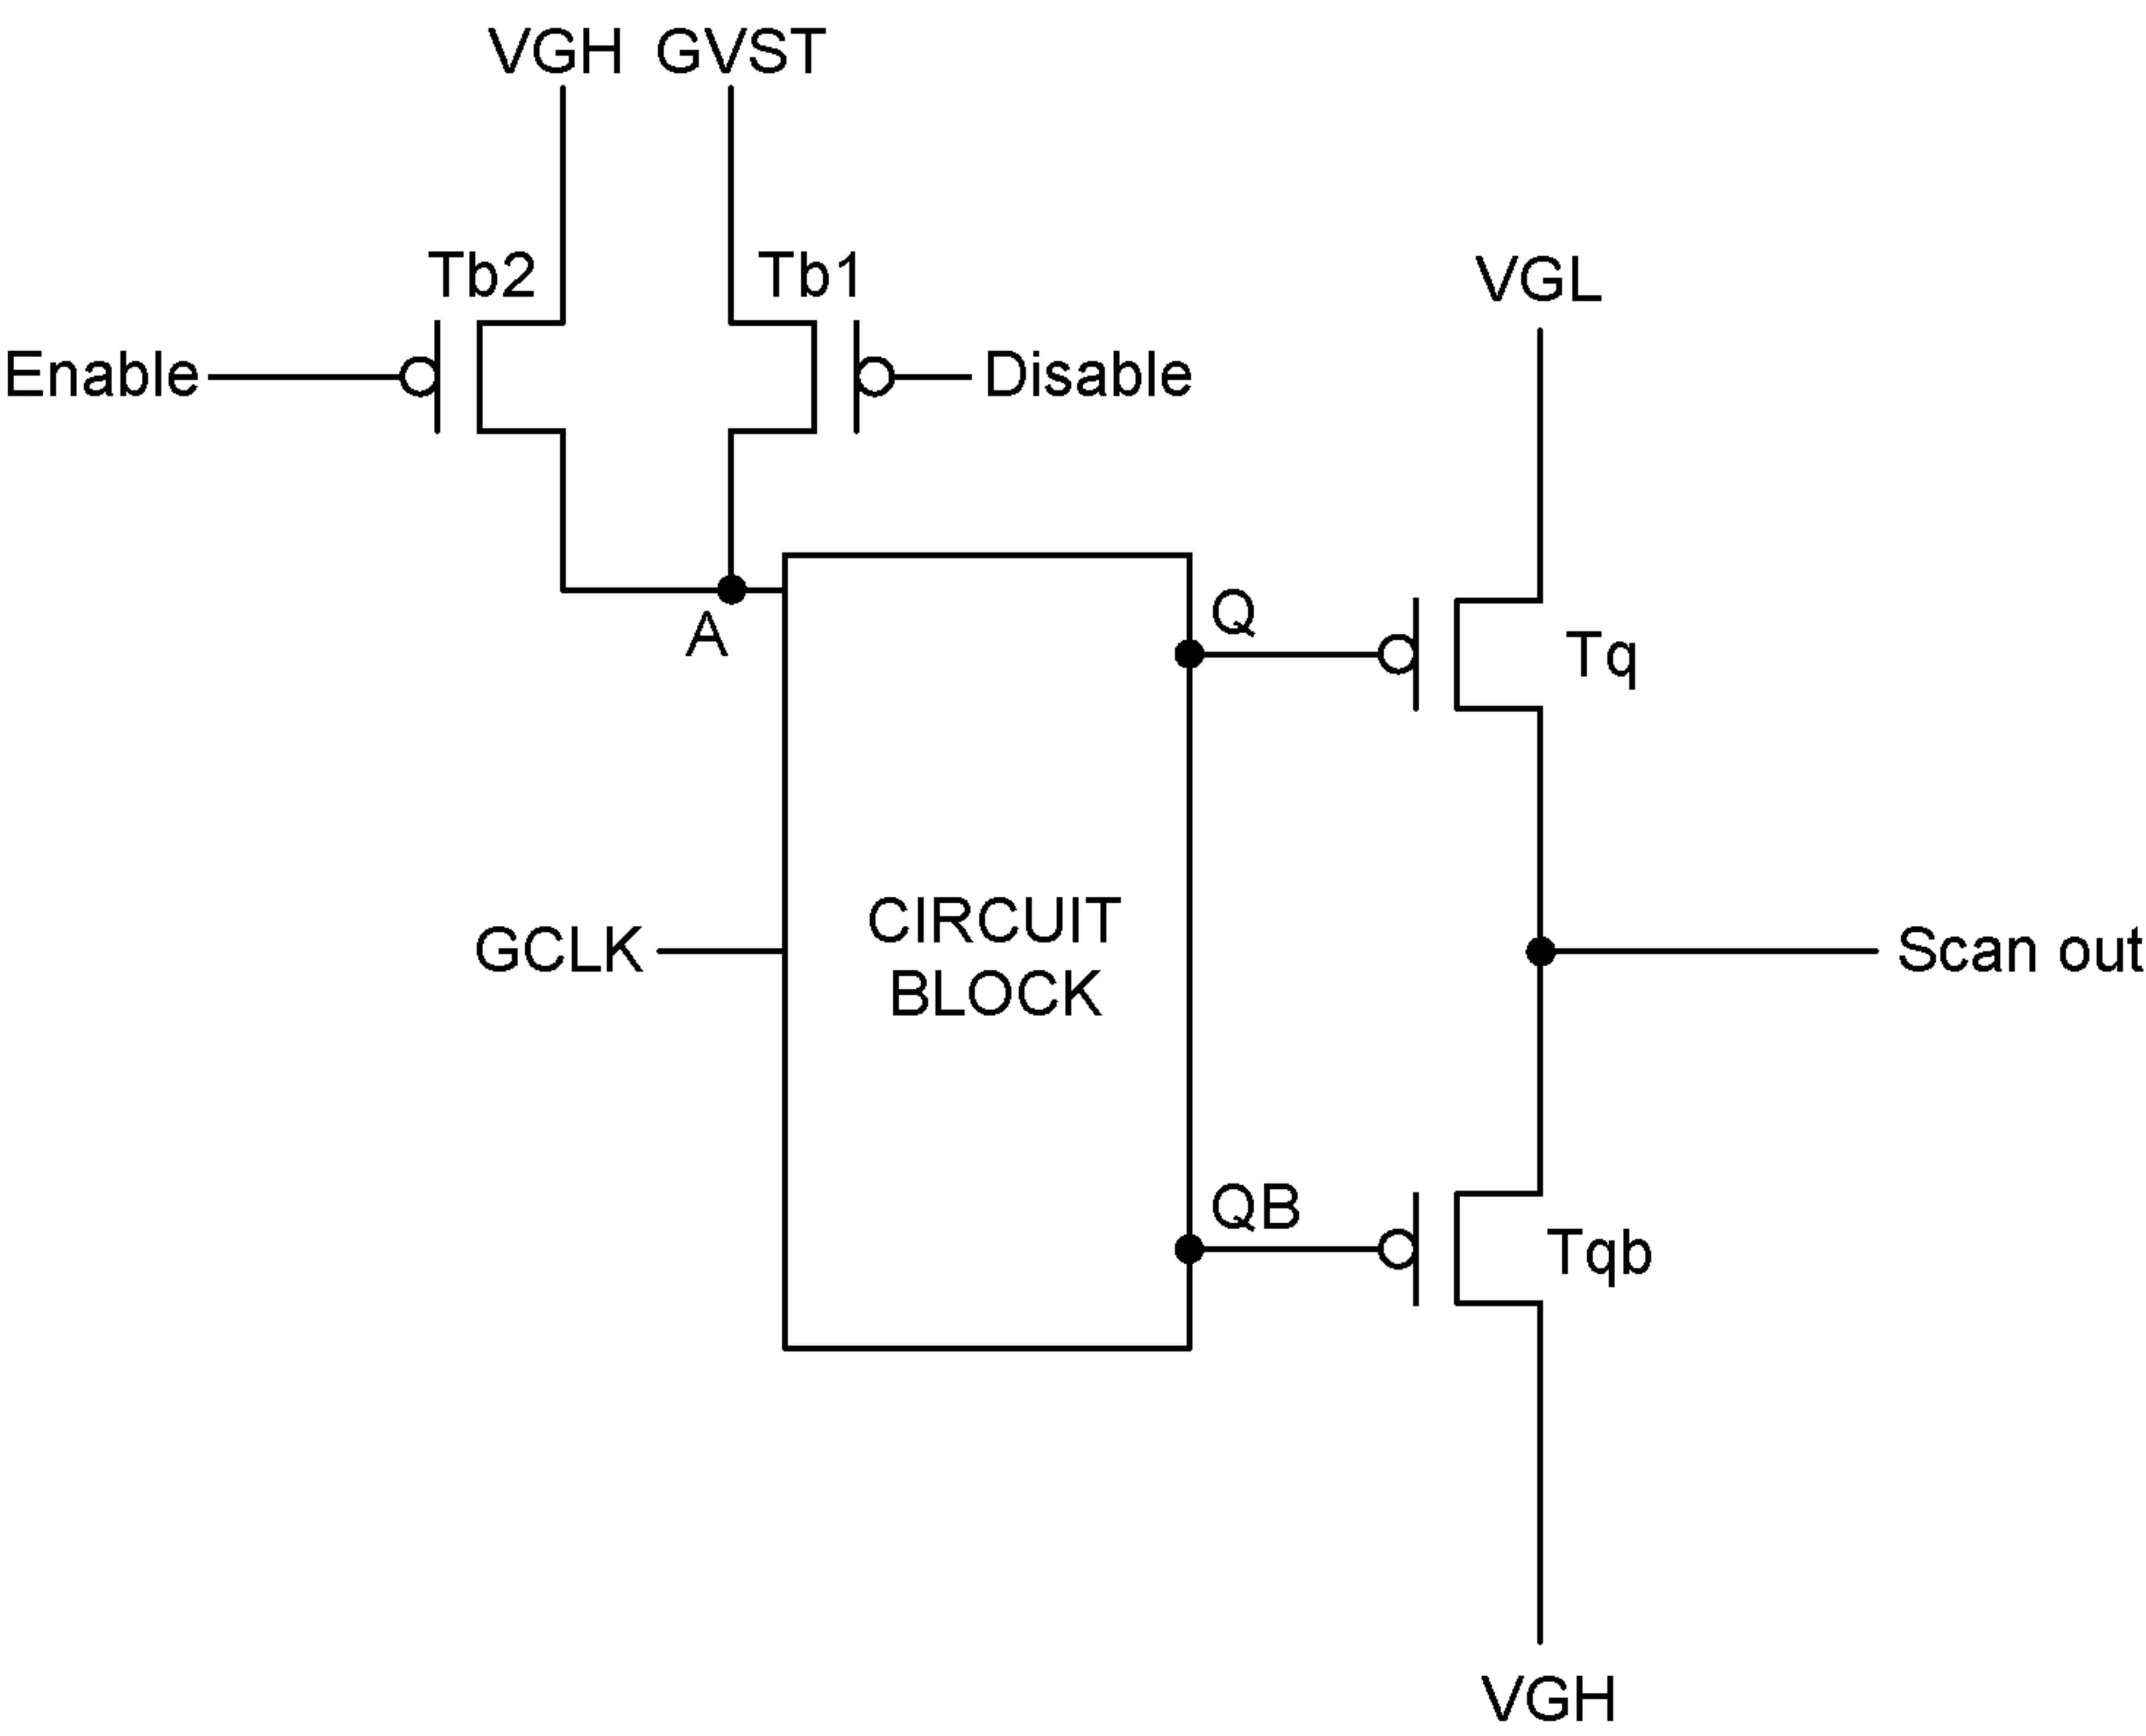 VGH GVST
Tb2 Tb1
VGL
Enable
Disable
Q
A
Tq
CIRCUIT
BLOCK
GCLK
Scan out
QB
Tqb
VGH